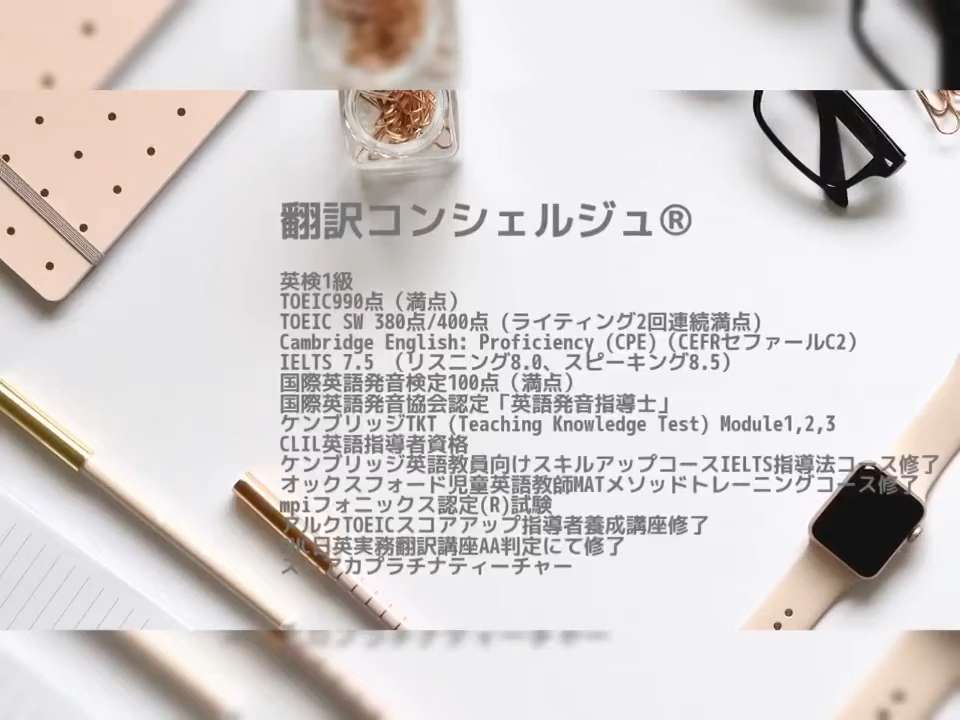 翻訳コンシェルジュ®
英検1級
TOEIC990点（満点）
TOEIC SW 380点/400点 (ライティング2回連続満点)
Cambridge English: Proficiency (CPE) (CEFRセファールC2)
IELTS 7.5 （リスニング8.0、スピーキング8.5)
国際英語発音検定100点（満点）
国際英語発音協会認定「英語発音指導士」
ケンブリッジTKT (Teaching Knowledge Test) Module1,2,3
CLIL英語指導者資格
ケンブリッジ英語教員向けスキルアップコースIELTS指導法コース修了
オックスフォード児童英語教師MATメソッドトレーニングコース修了
mpiフォニックス認定(R)試験
アルクTOEICスコアアップ指導者養成講座修了
日英実務翻訳講座AA判定にて修了
プラチナティーチャー